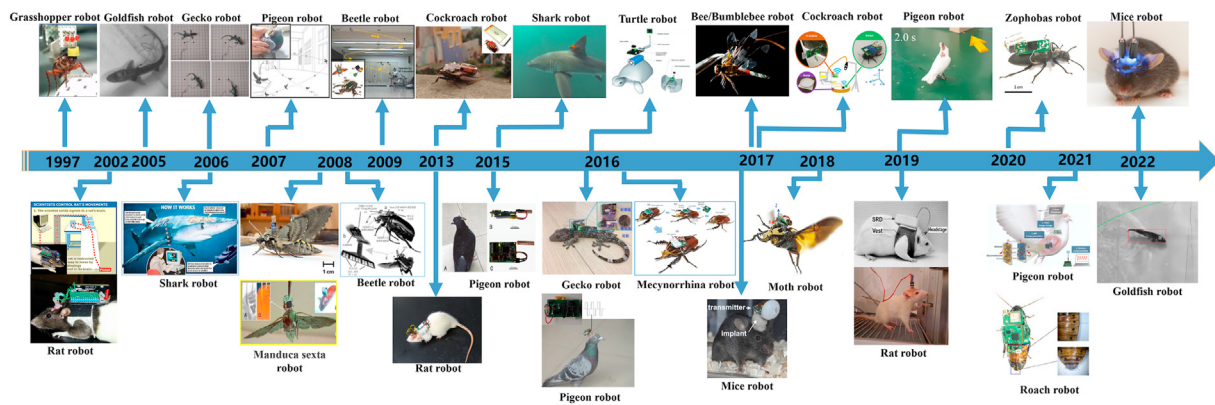 Grasshopper robot
Goldfish robot
Gecko robot
Pigeon robot
Beetle robot
Cockroach robot
Shark robot
Turtle robot
Bee/Bumblebee robot
Cockroach robot
Pigeon robot
Zophobas robot
Mice robot
2.0 s
1997
2002
2005
2006
2007
2008
2009
2013
2015
2016
2017
2018
2019
2020
2021
2022
SCIENTISTS CONTROL RAT'S MOVEMENTS
HOW IT WORKS
1 cm
A
B
C
SRD
Vest
Headstage
Shark robot
Beetle robot
Pigeon robot
Gecko robot
Mecynorrhina robot
Moth robot
Pigeon robot
Goldfish robot
transmitter
implant
Rat robot
Manduca sexta
robot
Rat robot
Pigeon robot
Mice robot
Rat robot
Roach robot